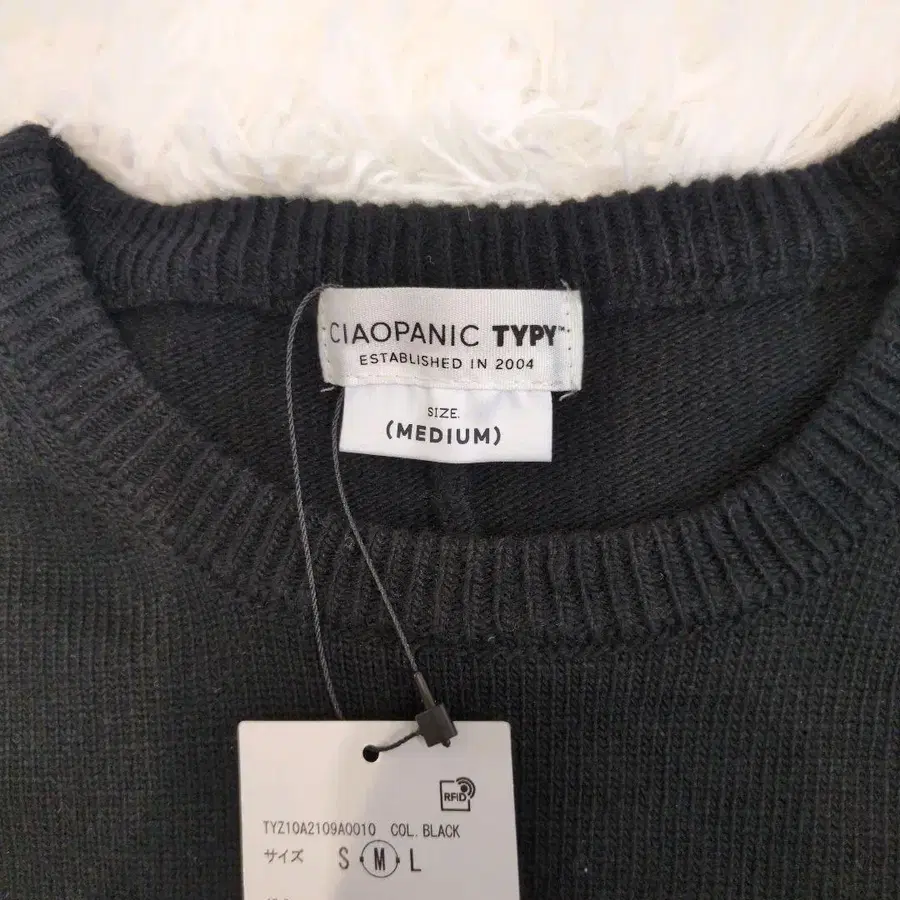 CIAOPANIC TYPY™
ESTABLISHED IN 2004
SIZE.
(MEDIUM)
RFID
TYZ10A2109A0010 COL. BLACK
サイズ S M L